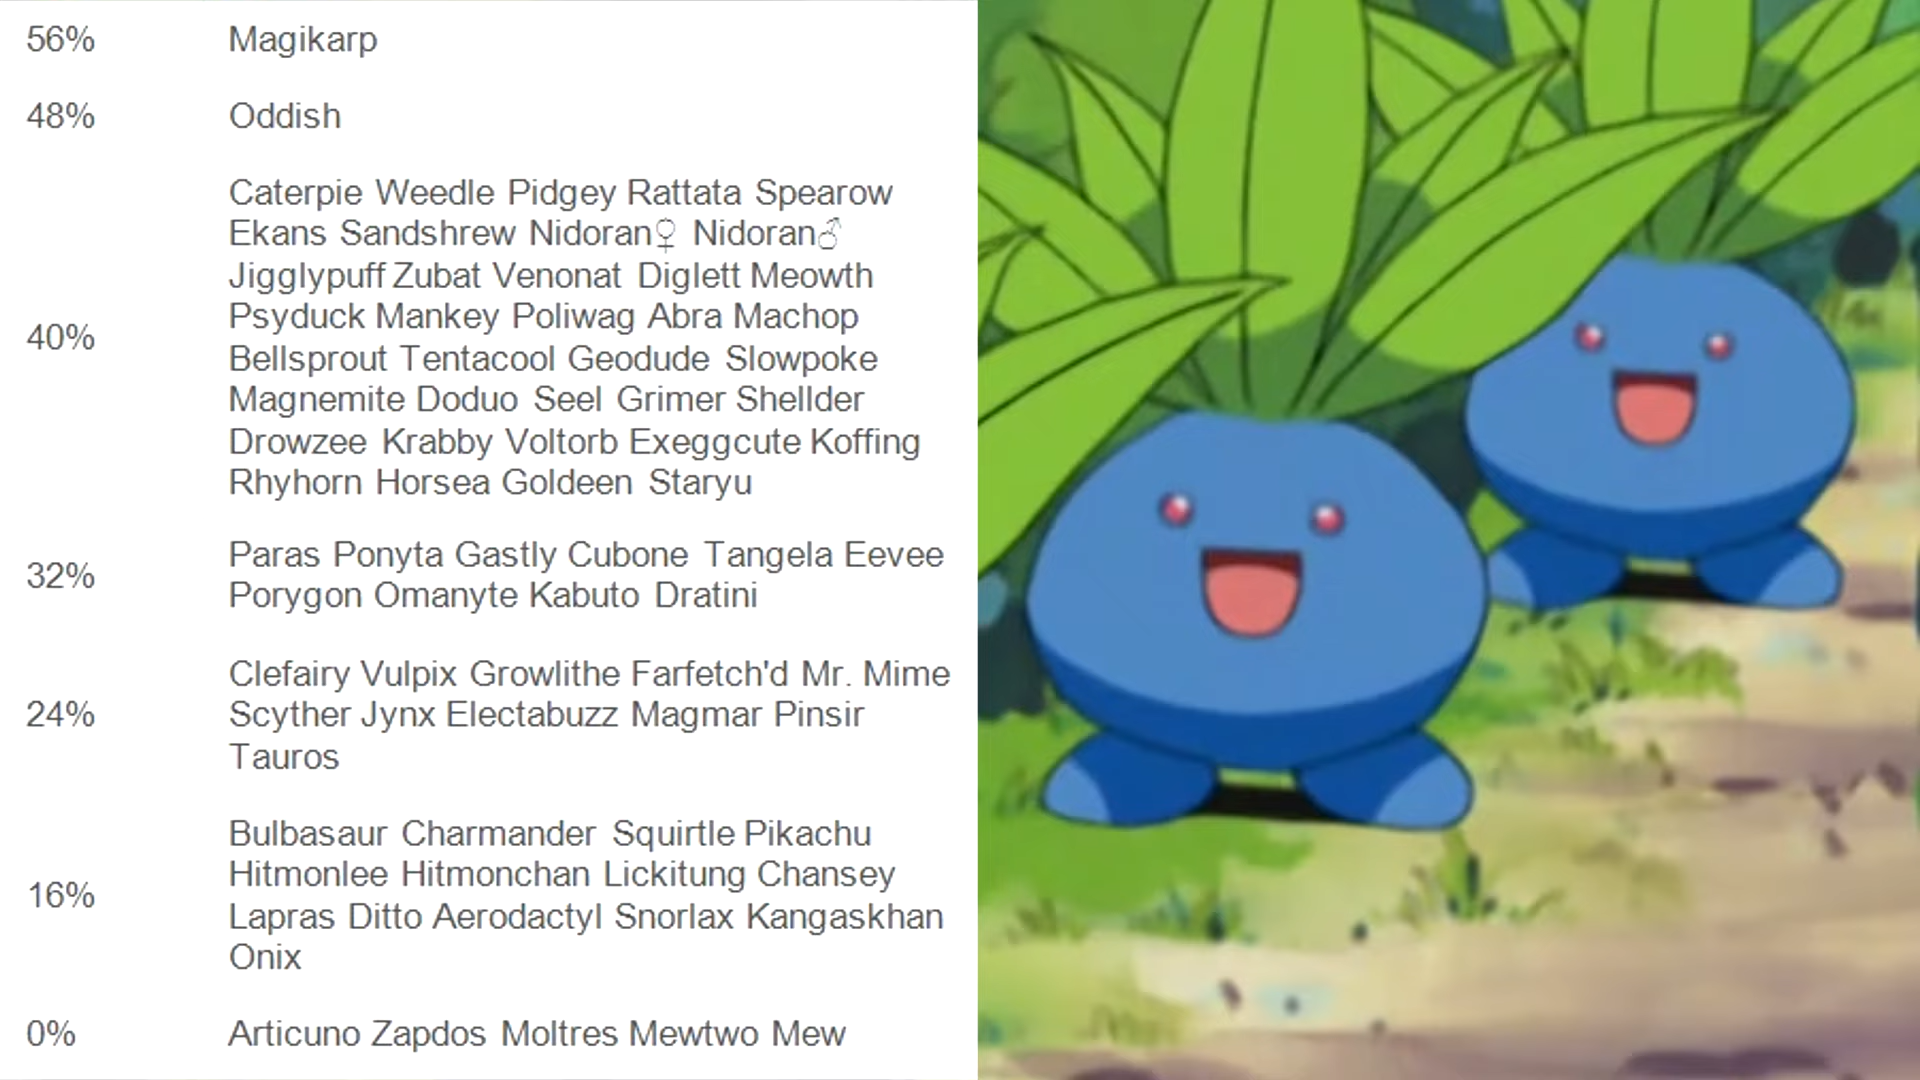 56% Magikarp
48% Oddish
Caterpie Weedle Pidgey Rattata Spearow
Ekans Sandshrew Nidoran♀ Nidoran♂
Jigglypuff Zubat Venonat Diglett Meowth
40% Psyduck Mankey Poliwag Abra Machop
Bellsprout Tentacool Geodude Slowpoke
Magnemite Doduo Seel Grimer Shellder
Drowzee Krabby Voltorb Exeggcute Koffing
Rhyhorn Horsea Goldeen Staryu
32% Paras Ponyta Gastly Cubone Tangela Eevee
Porygon Omanyte Kabuto Dratini
Clefairy Vulpix Growlithe Farfetch'd Mr. Mime
24% Scyther Jynx Electabuzz Magmar Pinsir
Tauros
Bulbasaur Charmander Squirtle Pikachu
16% Hitmonlee Hitmonchan Lickitung Chansey
Lapras Ditto Aerodactyl Snorlax Kangaskhan
Onix
0% Articuno Zapdos Moltres Mewtwo Mew